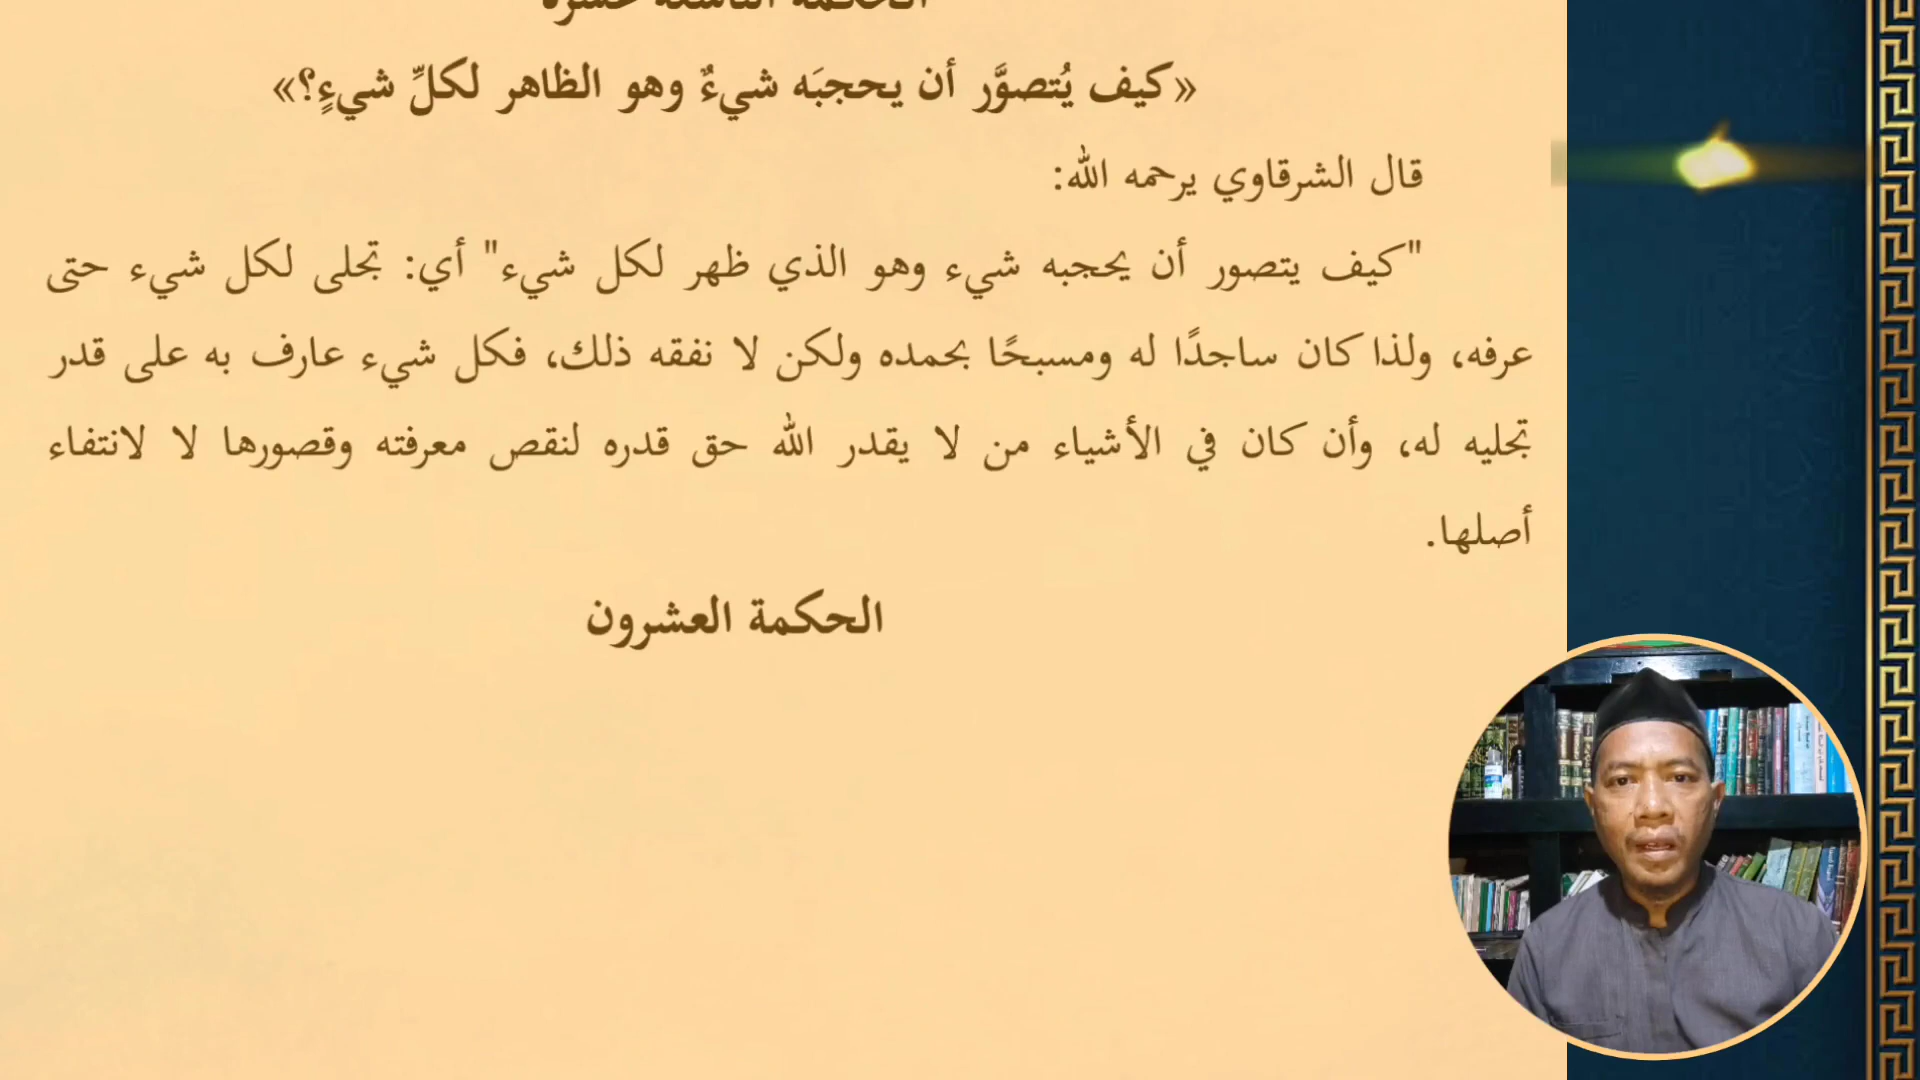 الحكمة التاسعة عشرة
«كيف يُتصوَّر أن يحجبَه شيءٌ وهو الظاهر لكلِّ شيءٍ؟»
قال الشرقاوي يرحمه الله:
"كيف يتصور أن يحجبه شيء وهو الذي ظهر لكل شيء" أي: تجلى لكل شيء حتى
عرفه، ولذا كان ساجدًا له ومسبحًا بحمده ولكن لا نفقه ذلك، فكل شيء عارف به على قدر
تجليه له، وأن كان في الأشياء من لا يقدر الله حق قدره لنقص معرفته وقصورها لا لانتفاء
أصلها.
الحكمة العشرون